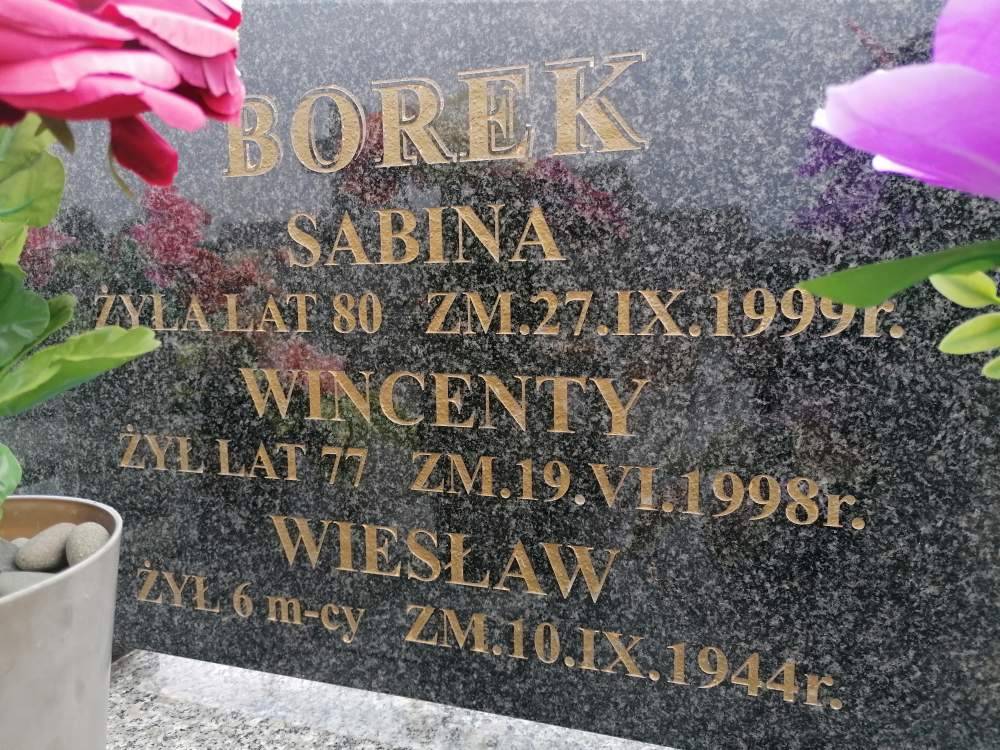 BOREK
SABINA
ŻYŁA LAT 80 ZM.27.IX.1999r.
WINCENTY
ŻYŁ LAT 77 ZM.19.VI.1998r.
WIESŁAW
ŻYŁ 6 m-cy ZM.10.IX.1944r.